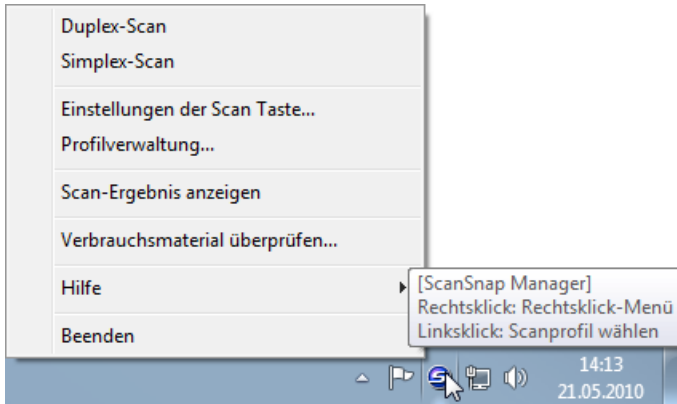 Duplex-Scan
Simplex-Scan
Einstellungen der Scan Taste...
Profilverwaltung...
Scan-Ergebnis anzeigen
Verbrauchsmaterial überprüfen...
Hilfe
Beenden
[ScanSnap Manager]
Rechtsklick: Rechtsklick-Menü
Linksklick: Scanprofil wählen
14:13
21.05.2010